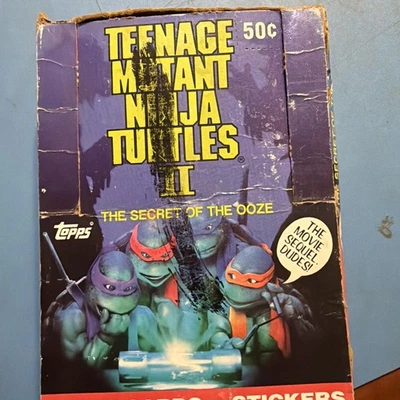 TEENAGE 50¢
MUTANT
NINJA
TURTLES®
II
THE SECRET OF THE OOZE
Topps®
THE
MOVIE
SEQUEL
DUDES!
STICKERS